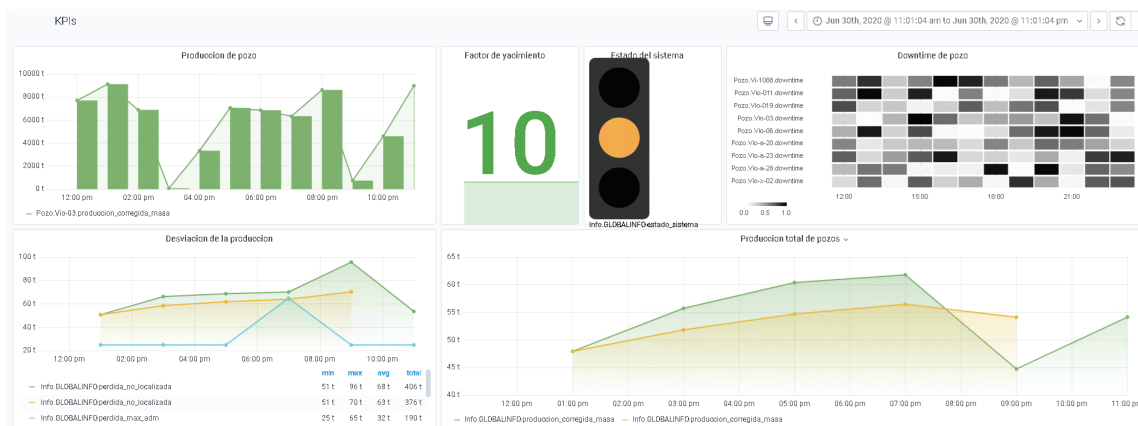 KPIs
Jun 30th, 2020 @ 11:01:04 am to Jun 30th, 2020 @ 11:01:04 pm
Produccion de pozo
10000 t
8000 t
6000 t
4000 t
2000 t
0 t
12:00 pm 02:00 pm 04:00 pm 06:00 pm 08:00 pm 10:00 pm
Pozo.Vio-03.produccion_corregida_masa
Factor de yacimiento
10
Estado del sistema
Info.GLOBALINFO.estado_sistema
Downtime de pozo
Pozo.Vi-1088.downtime
Pozo.Vio-011.downtime
Pozo.Vio-019.downtime
Pozo.Vio-03.downtime
Pozo.Vio-06.downtime
Pozo.Vio-a-20.downtime
Pozo.Vio-a-23.downtime
Pozo.Vio-a-28.downtime
Pozo.Vio-x-02.downtime
12:00 15:00 18:00 21:00
0.0 0.5 1.0
Desviacion de la produccion
100 t
80 t
60 t
40 t
20 t
12:00 pm 02:00 pm 04:00 pm 06:00 pm 08:00 pm 10:00 pm
min max avg total
Info.GLOBALINFO.perdida_no_localizada 51 t 96 t 68 t 406 t
Info.GLOBALINFO.perdida_no_localizada 51 t 70 t 63 t 376 t
Info.GLOBALINFO.perdida_max_adm 25 t 65 t 32 t 190 t
Produccion total de pozos
65 t
60 t
55 t
50 t
45 t
40 t
12:00 pm 01:00 pm 02:00 pm 03:00 pm 04:00 pm 05:00 pm 06:00 pm 07:00 pm 08:00 pm 09:00 pm 10:00 pm 11:00 pm
Info.GLOBALINFO.produccion_corregida_masa Info.GLOBALINFO.produccion_corregida_masa